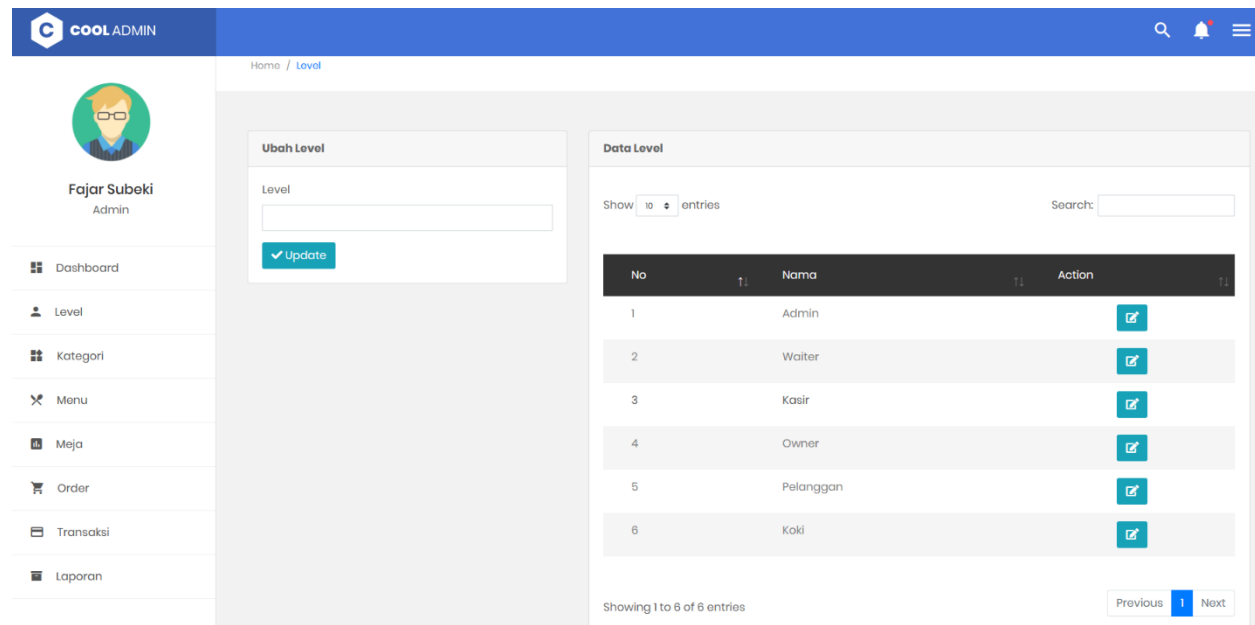 C COOL ADMIN
Home / Level
Fajar Subeki
Admin
Dashboard
Level
Kategori
Menu
Meja
Order
Transaksi
Laporan
Ubah Level
Level
Update
Data Level
Show 10 entries
Search:
No Nama Action
1 Admin
2 Waiter
3 Kasir
4 Owner
5 Pelanggan
6 Koki
Showing 1 to 6 of 6 entries
Previous 1 Next